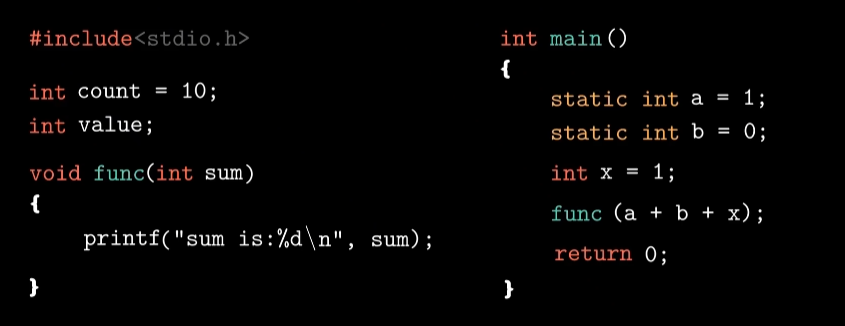 #include<stdio.h>
int count = 10;
int value;
void func(int sum)
{
printf("sum is:%d\n", sum);
}
int main()
{
static int a = 1;
static int b = 0;
int x = 1;
func (a + b + x);
return 0;
}